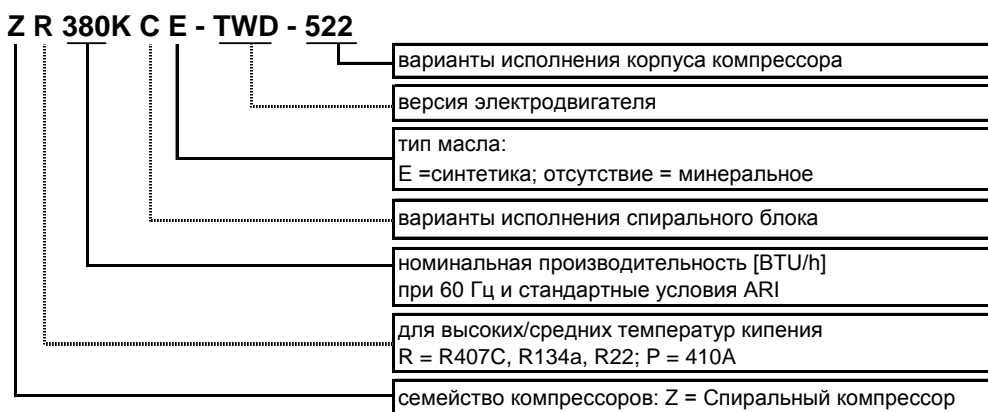 Z R 380K C E - TWD - 522
варианты исполнения корпуса компрессора
версия электродвигателя
тип масла:
E =синтетика; отсутствие = минеральное
варианты исполнения спирального блока
номинальная производительность [BTU/h]
при 60 Гц и стандартные условия ARI
для высоких/средних температур кипения
R = R407C, R134a, R22; P = 410A
семейство компрессоров: Z = Спиральный компрессор